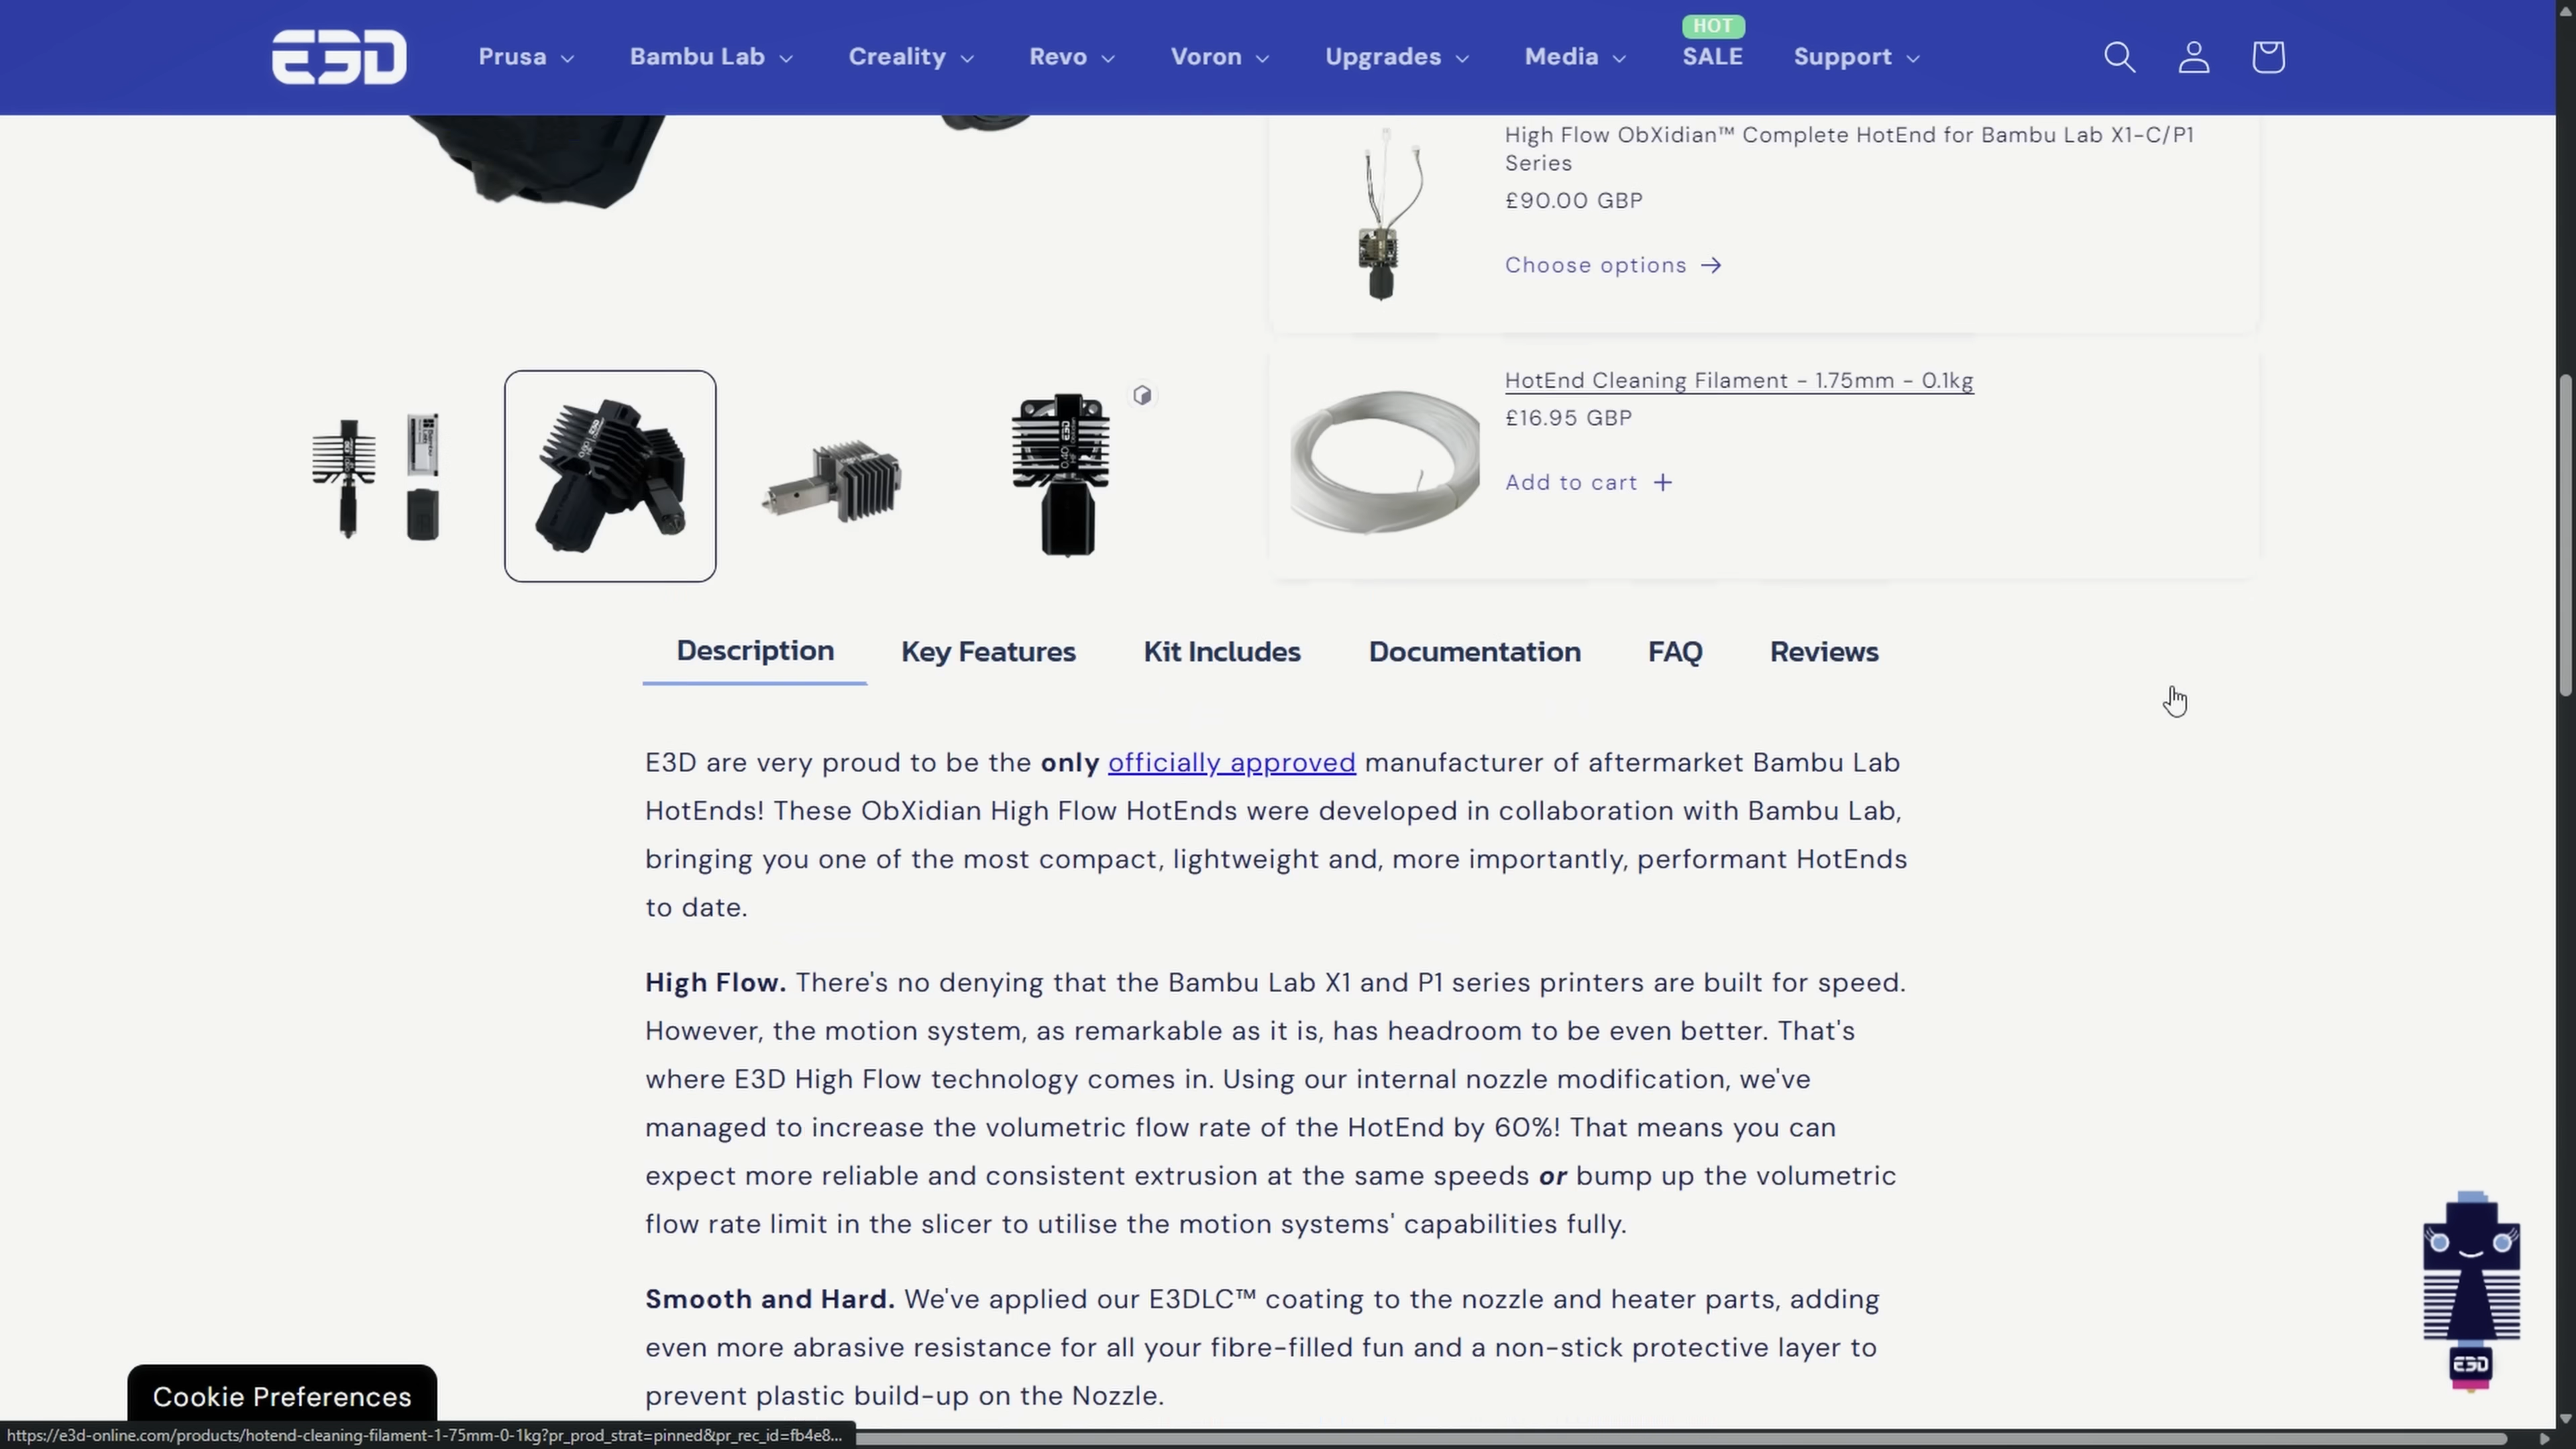 E3D
Prusa
Bambu Lab
Creality
Revo
Voron
Upgrades
Media
HOT
SALE
Support
High Flow ObXidian™ Complete HotEnd for Bambu Lab X1-C/P1
Series
£90.00 GBP
Choose options →
HotEnd Cleaning Filament - 1.75mm - 0.1kg
£16.95 GBP
Add to cart +
Description
Key Features
Kit Includes
Documentation
FAQ
Reviews
E3D are very proud to be the only officially approved manufacturer of aftermarket Bambu Lab
HotEnds! These ObXidian High Flow HotEnds were developed in collaboration with Bambu Lab,
bringing you one of the most compact, lightweight and, more importantly, performant HotEnds
to date.
High Flow. There's no denying that the Bambu Lab X1 and P1 series printers are built for speed.
However, the motion system, as remarkable as it is, has headroom to be even better. That's
where E3D High Flow technology comes in. Using our internal nozzle modification, we've
managed to increase the volumetric flow rate of the HotEnd by 60%! That means you can
expect more reliable and consistent extrusion at the same speeds or bump up the volumetric
flow rate limit in the slicer to utilise the motion systems' capabilities fully.
Smooth and Hard. We've applied our E3DLC™ coating to the nozzle and heater parts, adding
even more abrasive resistance for all your fibre-filled fun and a non-stick protective layer to
prevent plastic build-up on the Nozzle.
E3D
Cookie Preferences
https://e3d-online.com/products/hotend-cleaning-filament-1-75mm-0-1kg?pr_prod_strat=pinned&pr_rec_id=fb4e8...